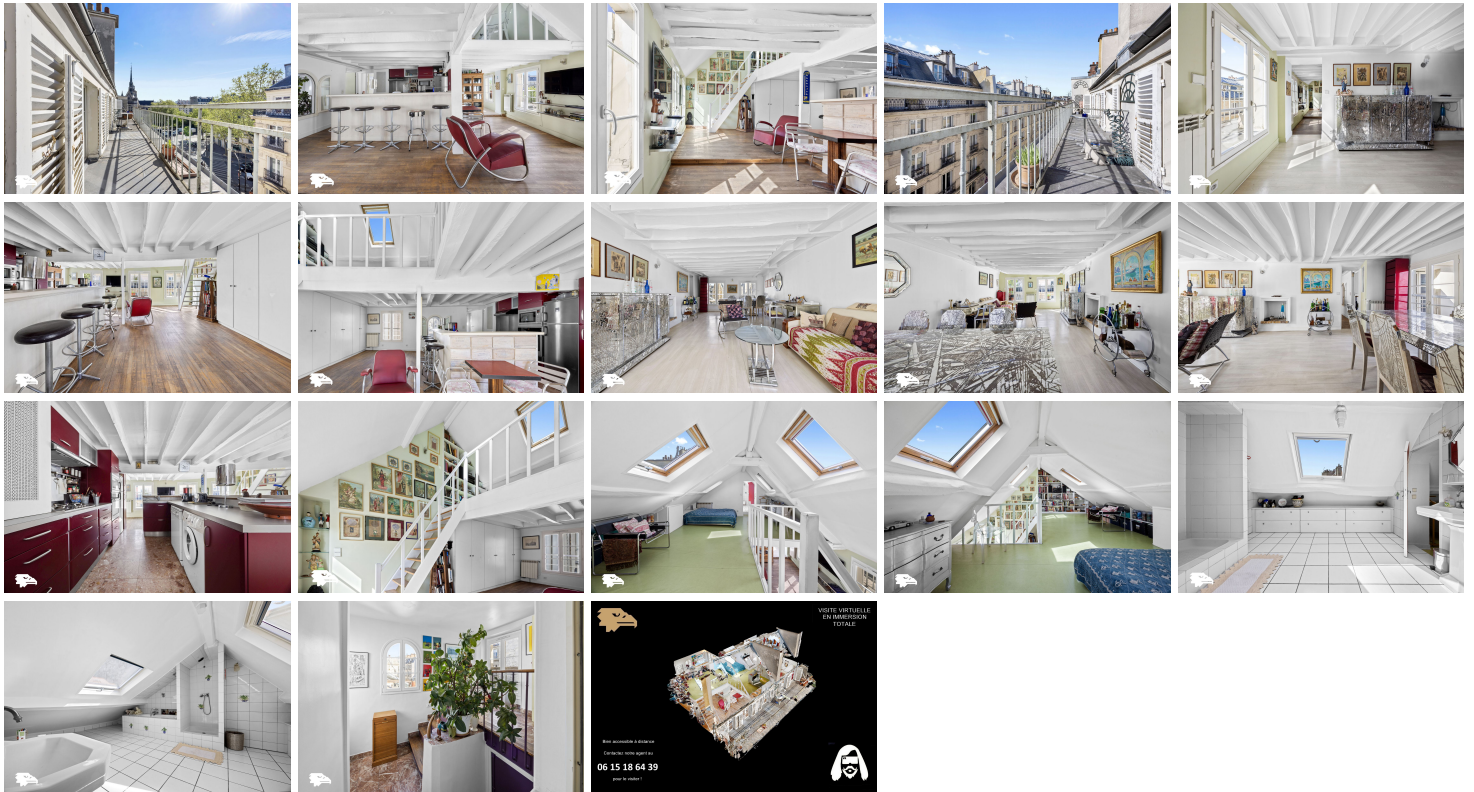 VISITE VIRTUELLE
EN IMMERSION
TOTALE
Bien accessible à distance
Contactez notre agent au
06 15 18 64 39
pour le visiter !